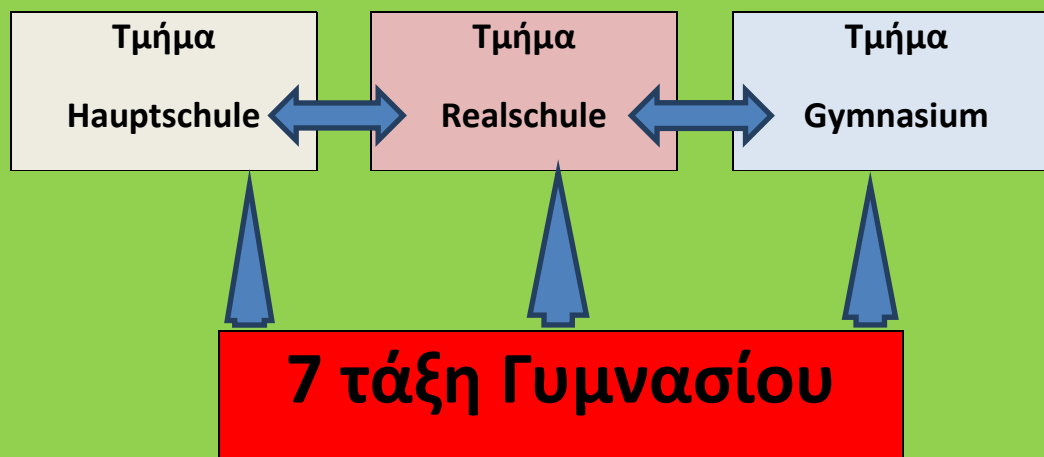 Τμήμα
Hauptschule
Τμήμα
Realschule
Τμήμα
Gymnasium
7 τάξη Γυμνασίου